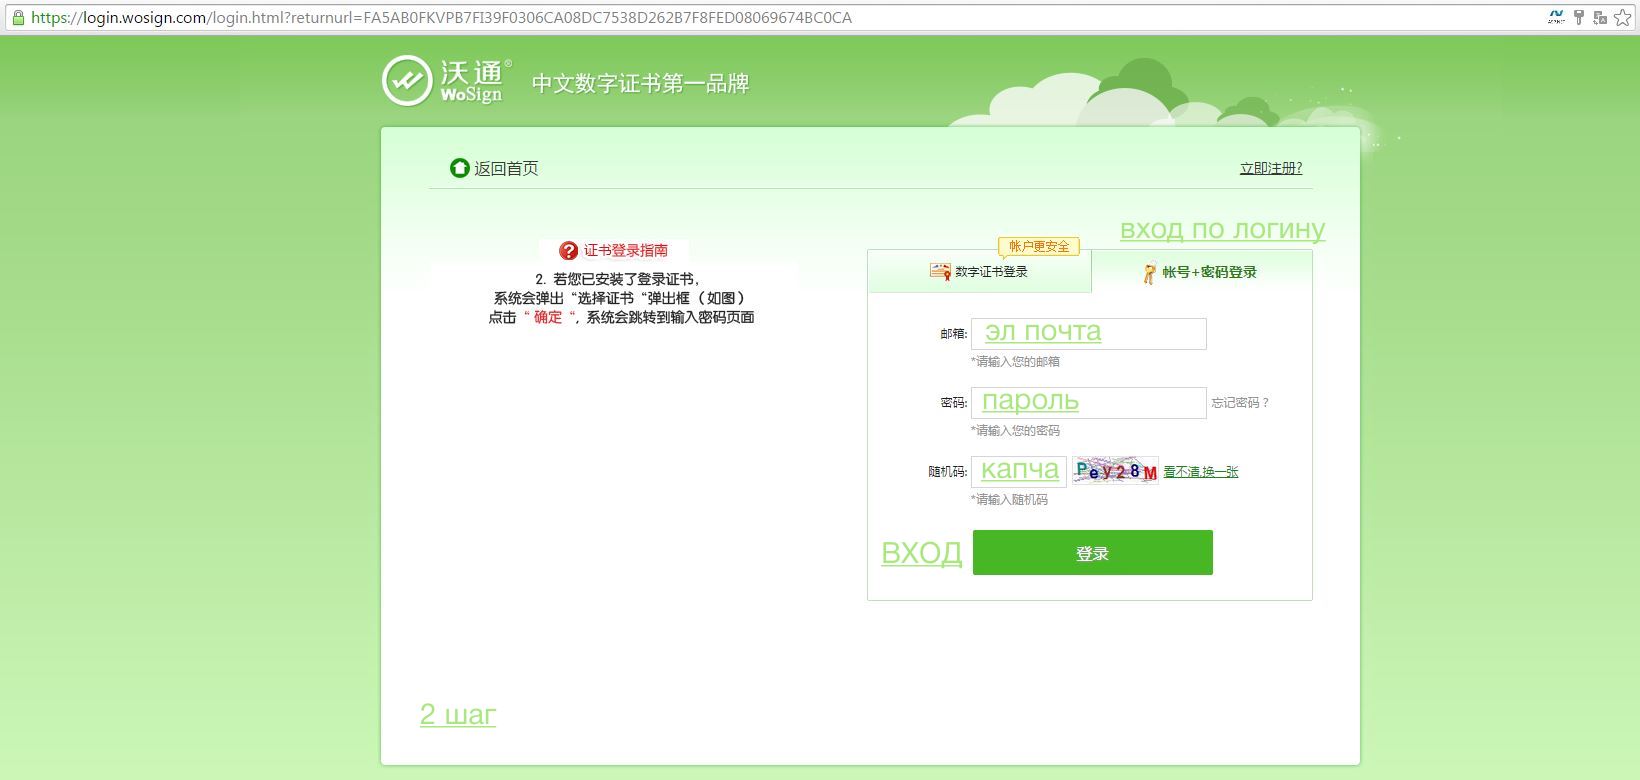 https://login.wosign.com/login.html?returnurl=FA5AB0FKVPB7FI39F0306CA08DC7538D262B7F8FED08069674BC0CA
沃通®
WoSign
中文数字证书第一品牌
返回首页
立即注册?
вход по логину
证书登录指南
2. 若您已安装了登录证书，
系统会弹出“选择证书“弹出框（如图）
点击 “ 确定 “, 系统会跳转到输入密码页面
帐户更安全
数字证书登录
帐号+密码登录
邮箱: эл почта
*请输入您的邮箱
密码: пароль 忘记密码？
*请输入您的密码
随机码: капча Pey28M 看不清,换一张
*请输入随机码
ВХОД 登录
2 шаг